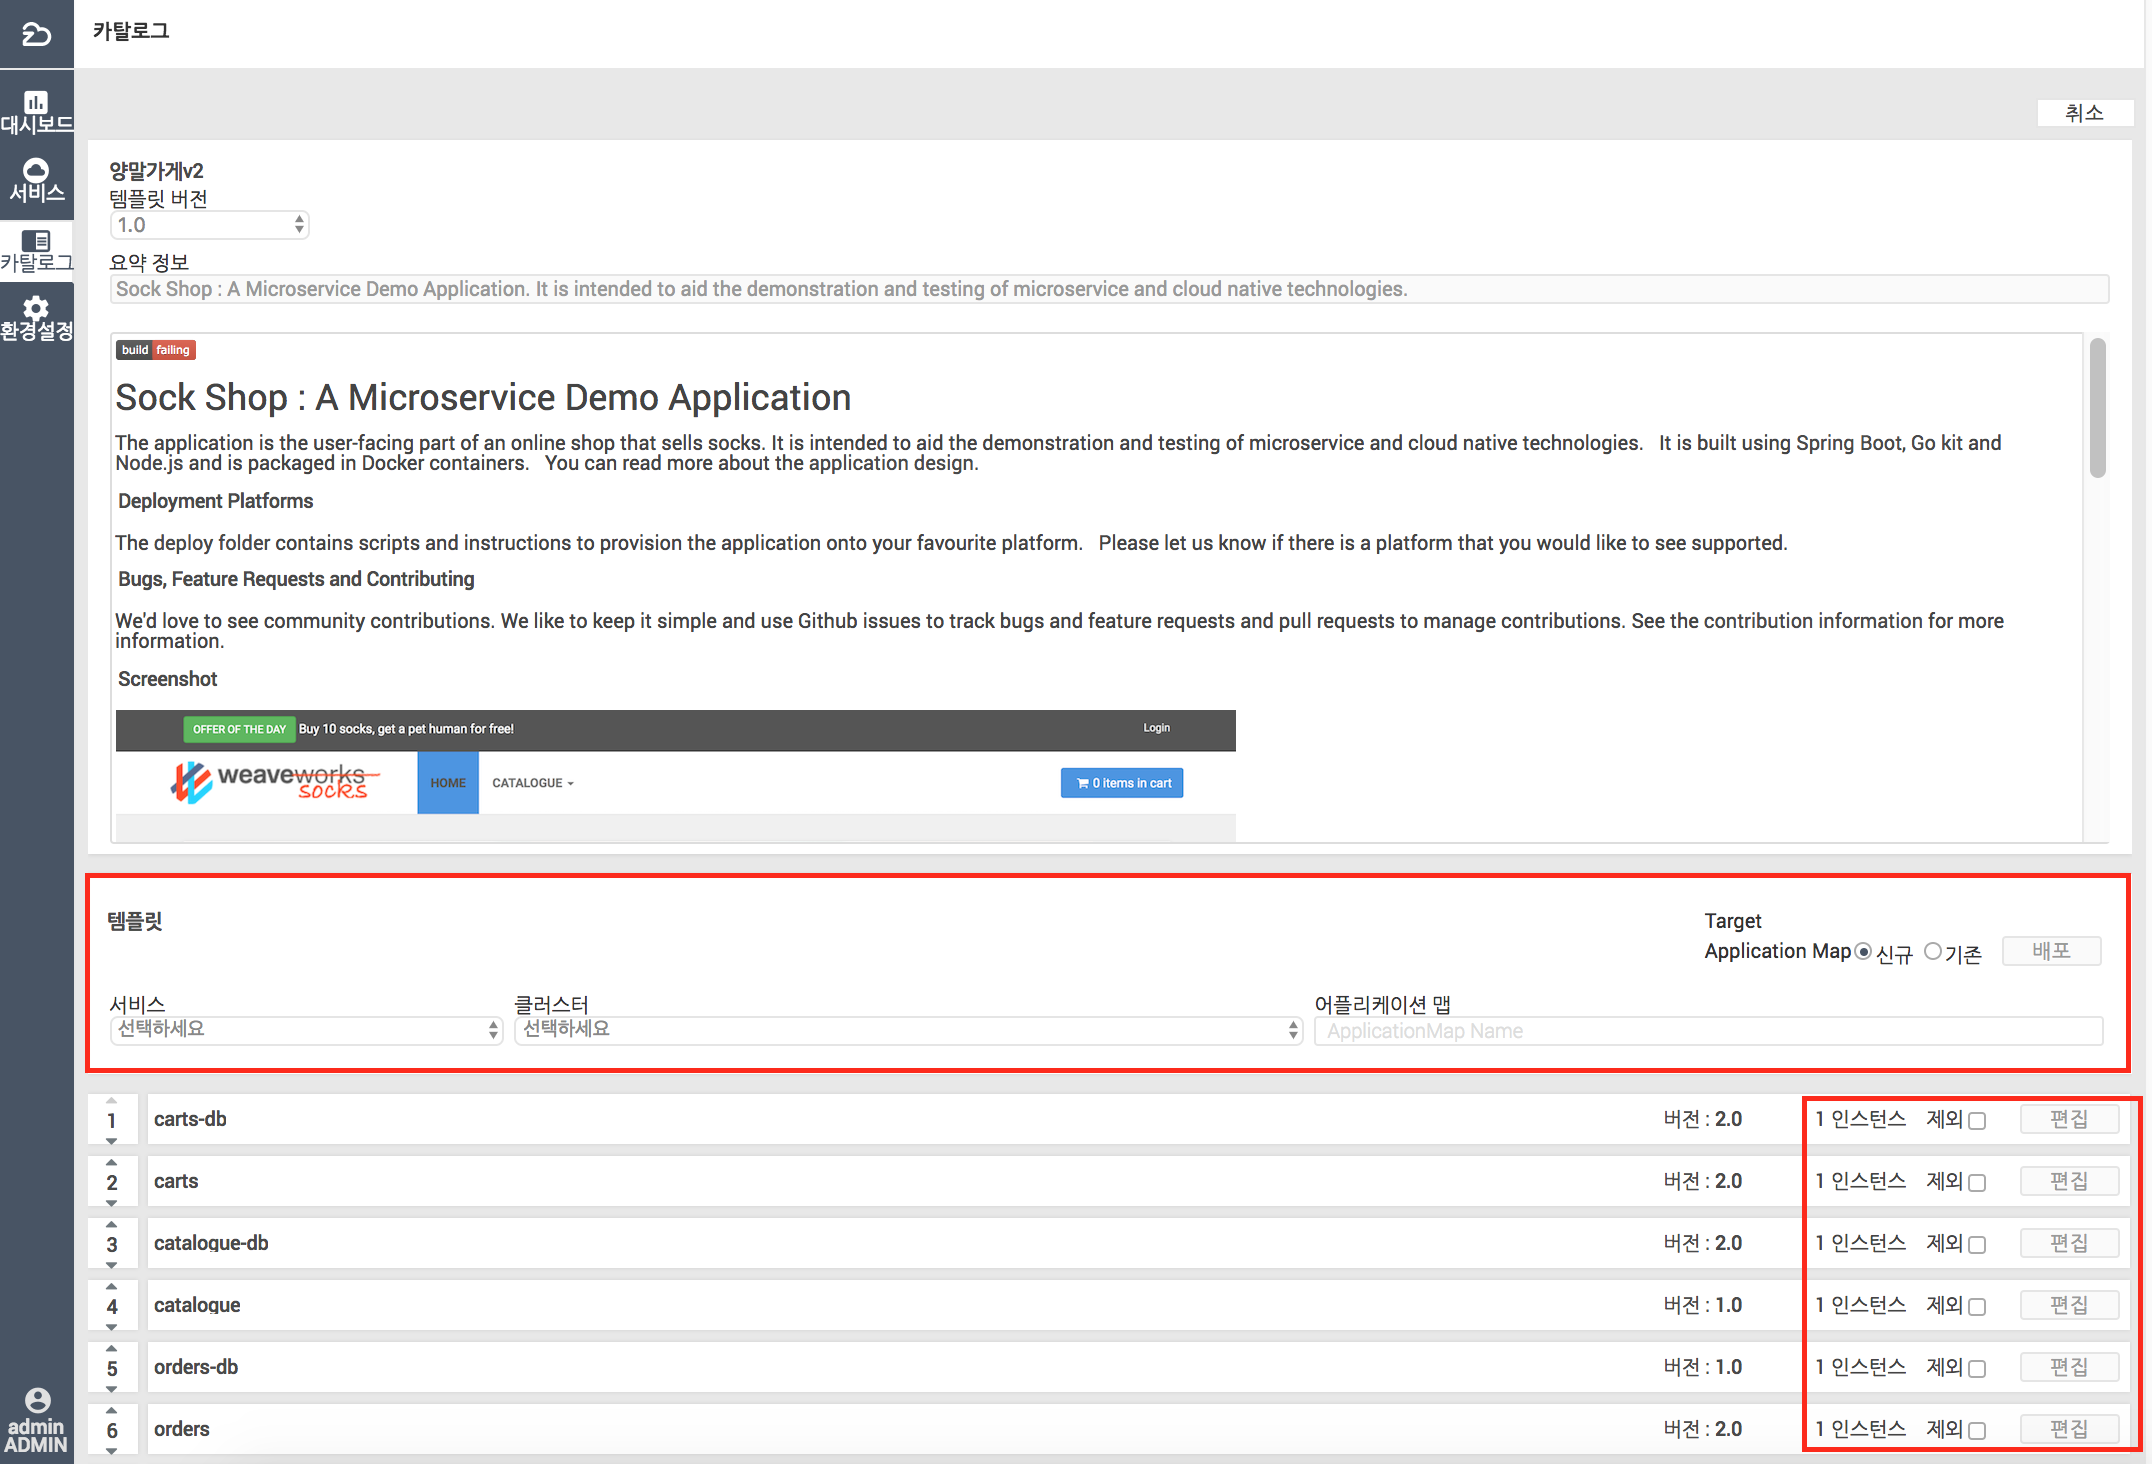 카탈로그
대시보드
서비스
카탈로그
환경설정
admin
ADMIN
취소
양말가게v2
템플릿 버전
1.0
요약 정보
Sock Shop : A Microservice Demo Application. It is intended to aid the demonstration and testing of microservice and cloud native technologies.
build failing
Sock Shop : A Microservice Demo Application
The application is the user-facing part of an online shop that sells socks. It is intended to aid the demonstration and testing of microservice and cloud native technologies. It is built using Spring Boot, Go kit and
Node.js and is packaged in Docker containers. You can read more about the application design.
Deployment Platforms
The deploy folder contains scripts and instructions to provision the application onto your favourite platform. Please let us know if there is a platform that you would like to see supported.
Bugs, Feature Requests and Contributing
We'd love to see community contributions. We like to keep it simple and use Github issues to track bugs and feature requests and pull requests to manage contributions. See the contribution information for more
information.
Screenshot
OFFER OF THE DAY Buy 10 socks, get a pet human for free! Login
weaveworks
socks
HOME CATALOGUE 0 items in cart
템플릿
Target
Application Map 신규 기존 배포
서비스 클러스터 어플리케이션 맵
선택하세요 선택하세요 ApplicationMap Name
1 carts-db 버전 : 2.0 1 인스턴스 제외 편집
2 carts 버전 : 2.0 1 인스턴스 제외 편집
3 catalogue-db 버전 : 2.0 1 인스턴스 제외 편집
4 catalogue 버전 : 1.0 1 인스턴스 제외 편집
5 orders-db 버전 : 1.0 1 인스턴스 제외 편집
6 orders 버전 : 2.0 1 인스턴스 제외 편집